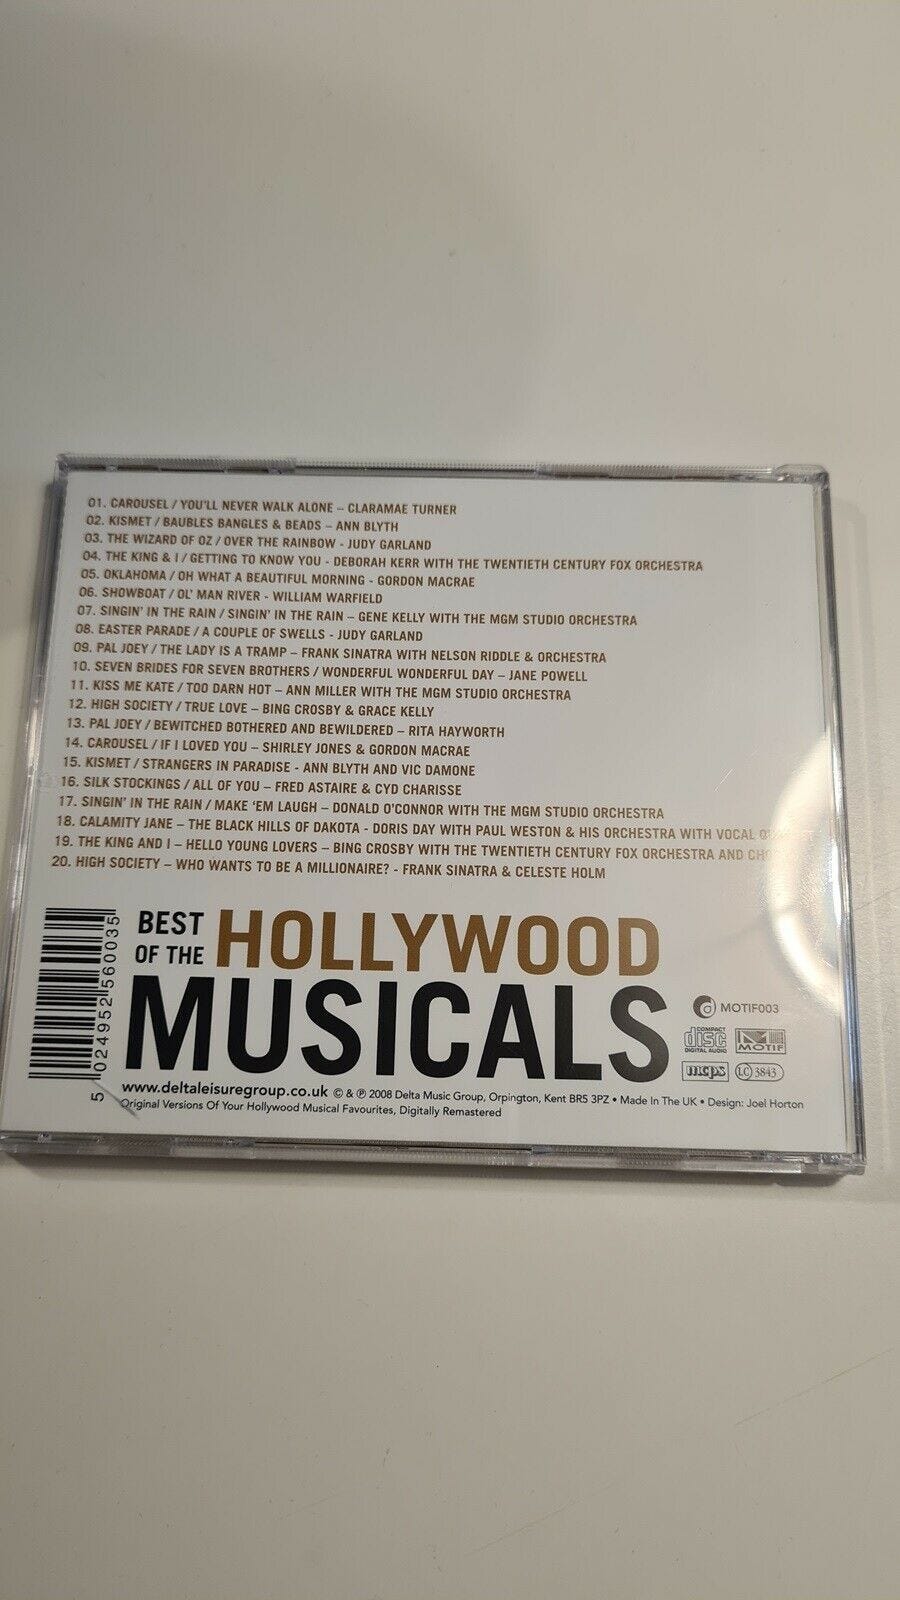 01. CAROUSEL / YOU'LL NEVER WALK ALONE – CLARAMAE TURNER
02. KISMET / BAUBLES BANGLES & BEADS – ANN BLYTH
03. THE WIZARD OF OZ / OVER THE RAINBOW - JUDY GARLAND
04. THE KING & I / GETTING TO KNOW YOU - DEBORAH KERR WITH THE TWENTIETH CENTURY FOX ORCHESTRA
05. OKLAHOMA / OH WHAT A BEAUTIFUL MORNING - GORDON MACRAE
06. SHOWBOAT / OL' MAN RIVER - WILLIAM WARFIELD
07. SINGIN' IN THE RAIN / SINGIN' IN THE RAIN – GENE KELLY WITH THE MGM STUDIO ORCHESTRA
08. EASTER PARADE / A COUPLE OF SWELLS - JUDY GARLAND
09. PAL JOEY / THE LADY IS A TRAMP – FRANK SINATRA WITH NELSON RIDDLE & ORCHESTRA
10. SEVEN BRIDES FOR SEVEN BROTHERS / WONDERFUL WONDERFUL DAY – JANE POWELL
11. KISS ME KATE / TOO DARN HOT – ANN MILLER WITH THE MGM STUDIO ORCHESTRA
12. HIGH SOCIETY / TRUE LOVE – BING CROSBY & GRACE KELLY
13. PAL JOEY / BEWITCHED BOTHERED AND BEWILDERED – RITA HAYWORTH
14. CAROUSEL / IF I LOVED YOU – SHIRLEY JONES & GORDON MACRAE
15. KISMET / STRANGERS IN PARADISE - ANN BLYTH AND VIC DAMONE
16. SILK STOCKINGS / ALL OF YOU – FRED ASTAIRE & CYD CHARISSE
17. SINGIN' IN THE RAIN / MAKE 'EM LAUGH – DONALD O'CONNOR WITH THE MGM STUDIO ORCHESTRA
18. CALAMITY JANE – THE BLACK HILLS OF DAKOTA - DORIS DAY WITH PAUL WESTON & HIS ORCHESTRA WITH VOCAL
19. THE KING AND I – HELLO YOUNG LOVERS – BING CROSBY WITH THE TWENTIETH CENTURY FOX ORCHESTRA AND
20. HIGH SOCIETY – WHO WANTS TO BE A MILLIONAIRE? - FRANK SINATRA & CELESTE HOLM
BEST OF THE HOLLYWOOD
MUSICALS
5 024952 560035
MOTIF003
COMPACT disc DIGITAL AUDIO
MOTIF
mcps
LC 3843
www.deltaleisuregroup.co.uk © & ℗ 2008 Delta Music Group, Orpington, Kent BR5 3PZ • Made In The UK • Design: Joel Horton
Original Versions Of Your Hollywood Musical Favourites, Digitally Remastered